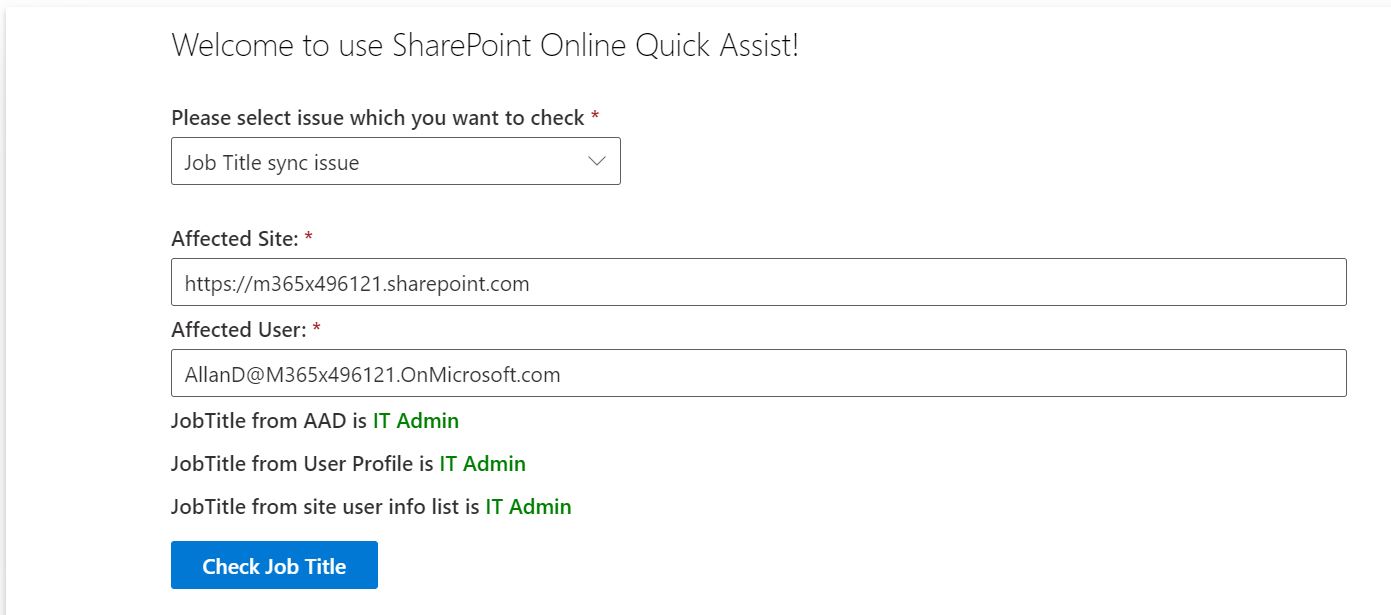 Welcome to use SharePoint Online Quick Assist!
Please select issue which you want to check *
Job Title sync issue
Affected Site: *
https://m365x496121.sharepoint.com
Affected User: *
AllanD@M365x496121.OnMicrosoft.com
JobTitle from AAD is IT Admin
JobTitle from User Profile is IT Admin
JobTitle from site user info list is IT Admin
Check Job Title